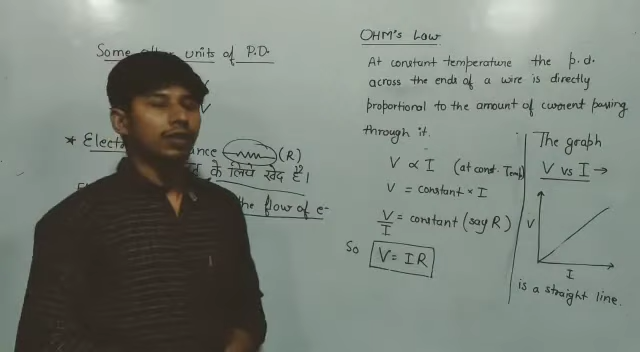 Some other units of P.D.
V
V
* Elect ance (R)
के लिये खेद है।
the flow of e-
OHM's Law
At constant temperature the p.d.
across the ends of a wire is directly
proportional to the amount of current passing
through it.
V ∝ I (at const. Temp)
V = constant × I
V/I = constant (say R)
So V = IR
The graph
V vs I →
V
I
is a straight line.